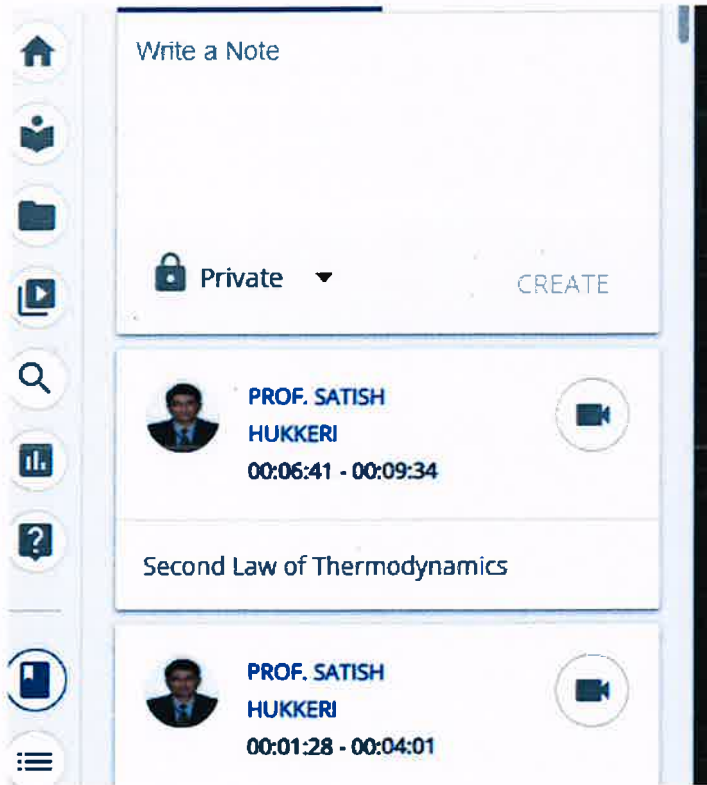 Write a Note
Private
CREATE
PROF. SATISH
HUKKERI
00:06:41 - 00:09:34
Second Law of Thermodynamics
PROF. SATISH
HUKKERI
00:01:28 - 00:04:01